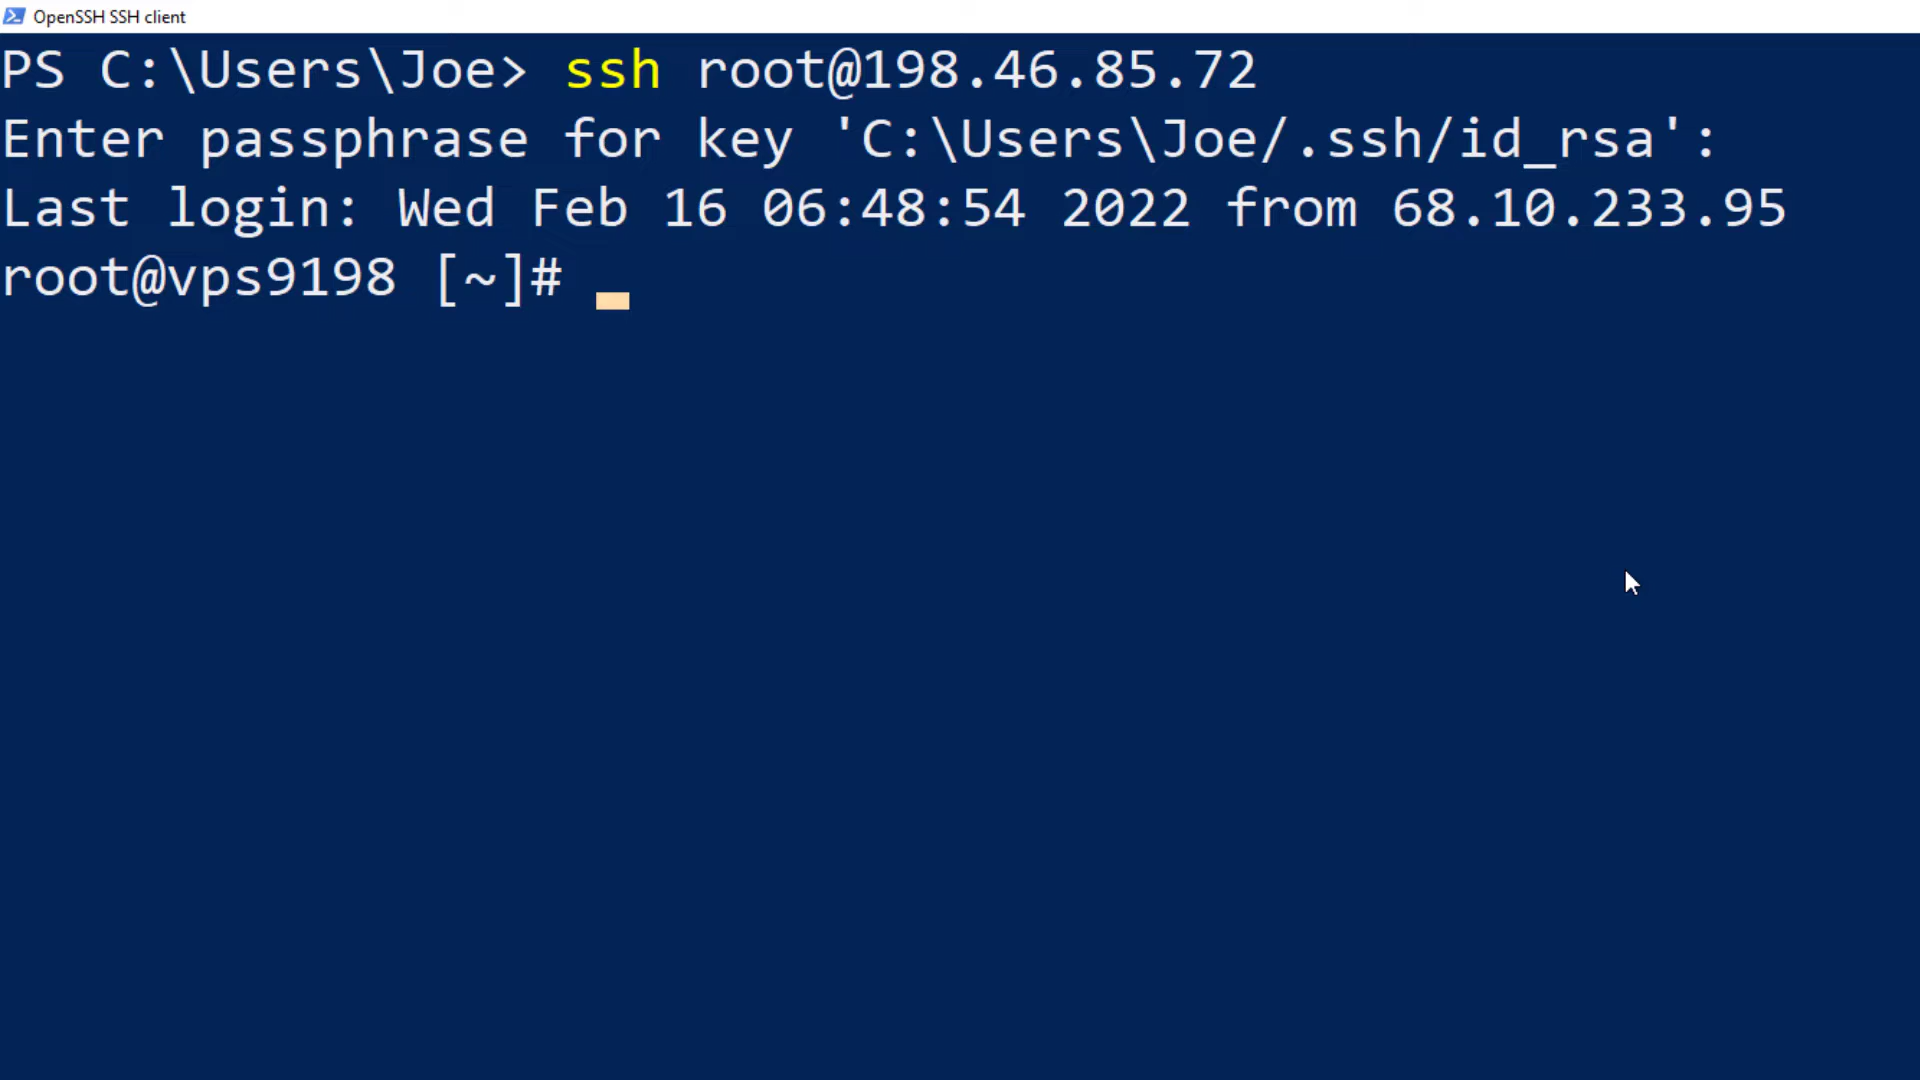 OpenSSH SSH client
PS C:\Users\Joe> ssh root@198.46.85.72
Enter passphrase for key 'C:\Users\Joe/.ssh/id_rsa':
Last login: Wed Feb 16 06:48:54 2022 from 68.10.233.95
root@vps9198 [~]#